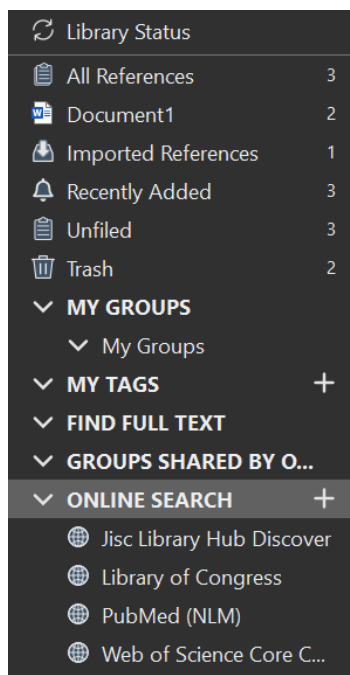 Library Status
All References 3
Document1 2
Imported References 1
Recently Added 3
Unfiled 3
Trash 2
MY GROUPS
My Groups
MY TAGS +
FIND FULL TEXT
GROUPS SHARED BY O...
ONLINE SEARCH +
Jisc Library Hub Discover
Library of Congress
PubMed (NLM)
Web of Science Core C...